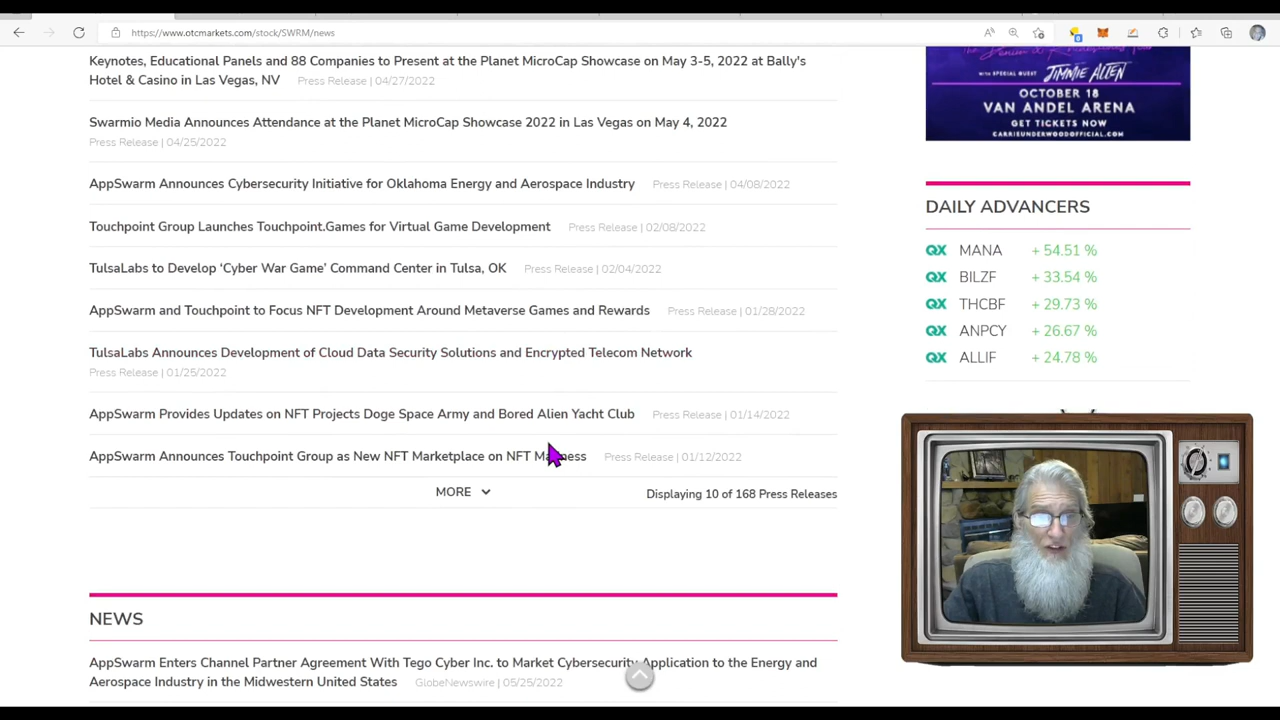 https://www.otcmarkets.com/stock/SWRM/news
Keynotes, Educational Panels and 88 Companies to Present at the Planet MicroCap Showcase on May 3-5, 2022 at Bally's
Hotel & Casino in Las Vegas, NV Press Release | 04/27/2022
Swarmio Media Announces Attendance at the Planet MicroCap Showcase 2022 in Las Vegas on May 4, 2022
Press Release | 04/25/2022
AppSwarm Announces Cybersecurity Initiative for Oklahoma Energy and Aerospace Industry Press Release | 04/08/2022
Touchpoint Group Launches Touchpoint.Games for Virtual Game Development Press Release | 02/08/2022
TulsaLabs to Develop ‘Cyber War Game’ Command Center in Tulsa, OK Press Release | 02/04/2022
AppSwarm and Touchpoint to Focus NFT Development Around Metaverse Games and Rewards Press Release | 01/28/2022
TulsaLabs Announces Development of Cloud Data Security Solutions and Encrypted Telecom Network
Press Release | 01/25/2022
AppSwarm Provides Updates on NFT Projects Doge Space Army and Bored Alien Yacht Club Press Release | 01/14/2022
AppSwarm Announces Touchpoint Group as New NFT Marketplace on NFT Press Release | 01/12/2022
MORE
Displaying 10 of 168 Press Releases
NEWS
AppSwarm Enters Channel Partner Agreement With Tego Cyber Inc. to Market Cybersecurity Application to the Energy and
Aerospace Industry in the Midwestern United States GlobeNewswire | 05/25/2022
WITH SPECIAL GUEST JIMMIE ALLEN
OCTOBER 18
VAN ANDEL ARENA
GET TICKETS NOW
CARRIEUNDERWOODOFFICIAL.COM
DAILY ADVANCERS
QX MANA + 54.51 %
QX BILZF + 33.54 %
QX THCBF + 29.73 %
QX ANPCY + 26.67 %
QX ALLIF + 24.78 %